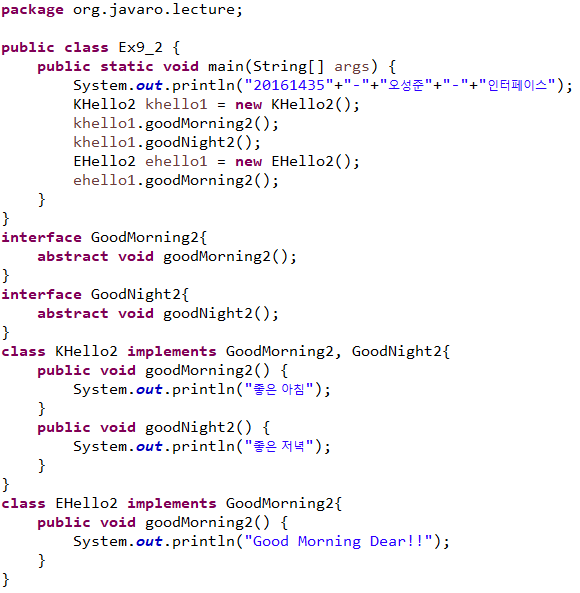 package org.javaro.lecture;

public class Ex9_2 {
    public static void main(String[] args) {
        System.out.println("20161435"+"-"+"오성준"+"-"+"인터페이스");
        KHello2 khello1 = new KHello2();
        khello1.goodMorning2();
        khello1.goodNight2();
        EHello2 ehello1 = new EHello2();
        ehello1.goodMorning2();
    }
}
interface GoodMorning2{
    abstract void goodMorning2();
}
interface GoodNight2{
    abstract void goodNight2();
}
class KHello2 implements GoodMorning2, GoodNight2{
    public void goodMorning2() {
        System.out.println("좋은 아침");
    }
    public void goodNight2() {
        System.out.println("좋은 저녁");
    }
}
class EHello2 implements GoodMorning2{
    public void goodMorning2() {
        System.out.println("Good Morning Dear!!");
    }
}